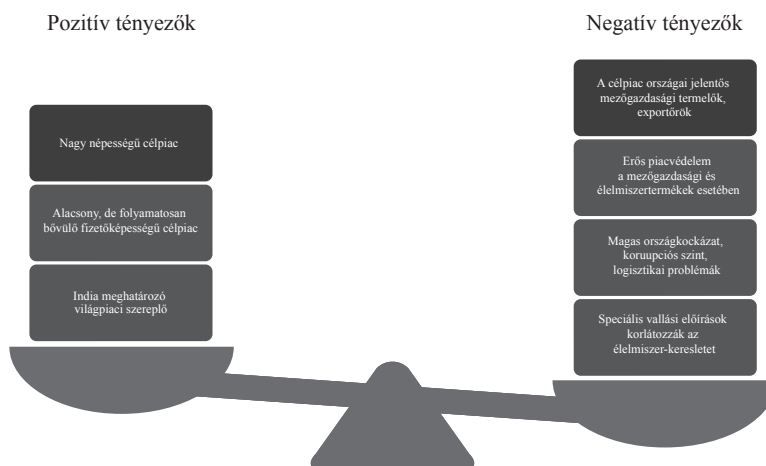 Pozitív tényezők
Nagy népességű célpiac
Alacsony, de folyamatosan
bővülő fizetőképességű célpiac
India meghatározó
világpiaci szereplő
Negatív tényezők
A célpiac országai jelentős
mezőgazdasági termelők,
exportőrök
Erős piacvédelem
a mezőgazdasági és
élelmiszertermékek esetében
Magas országkockázat,
koruupciós szint,
logisztikai problémák
Speciális vallási előírások
korlátozzák az
élelmiszer-keresletet